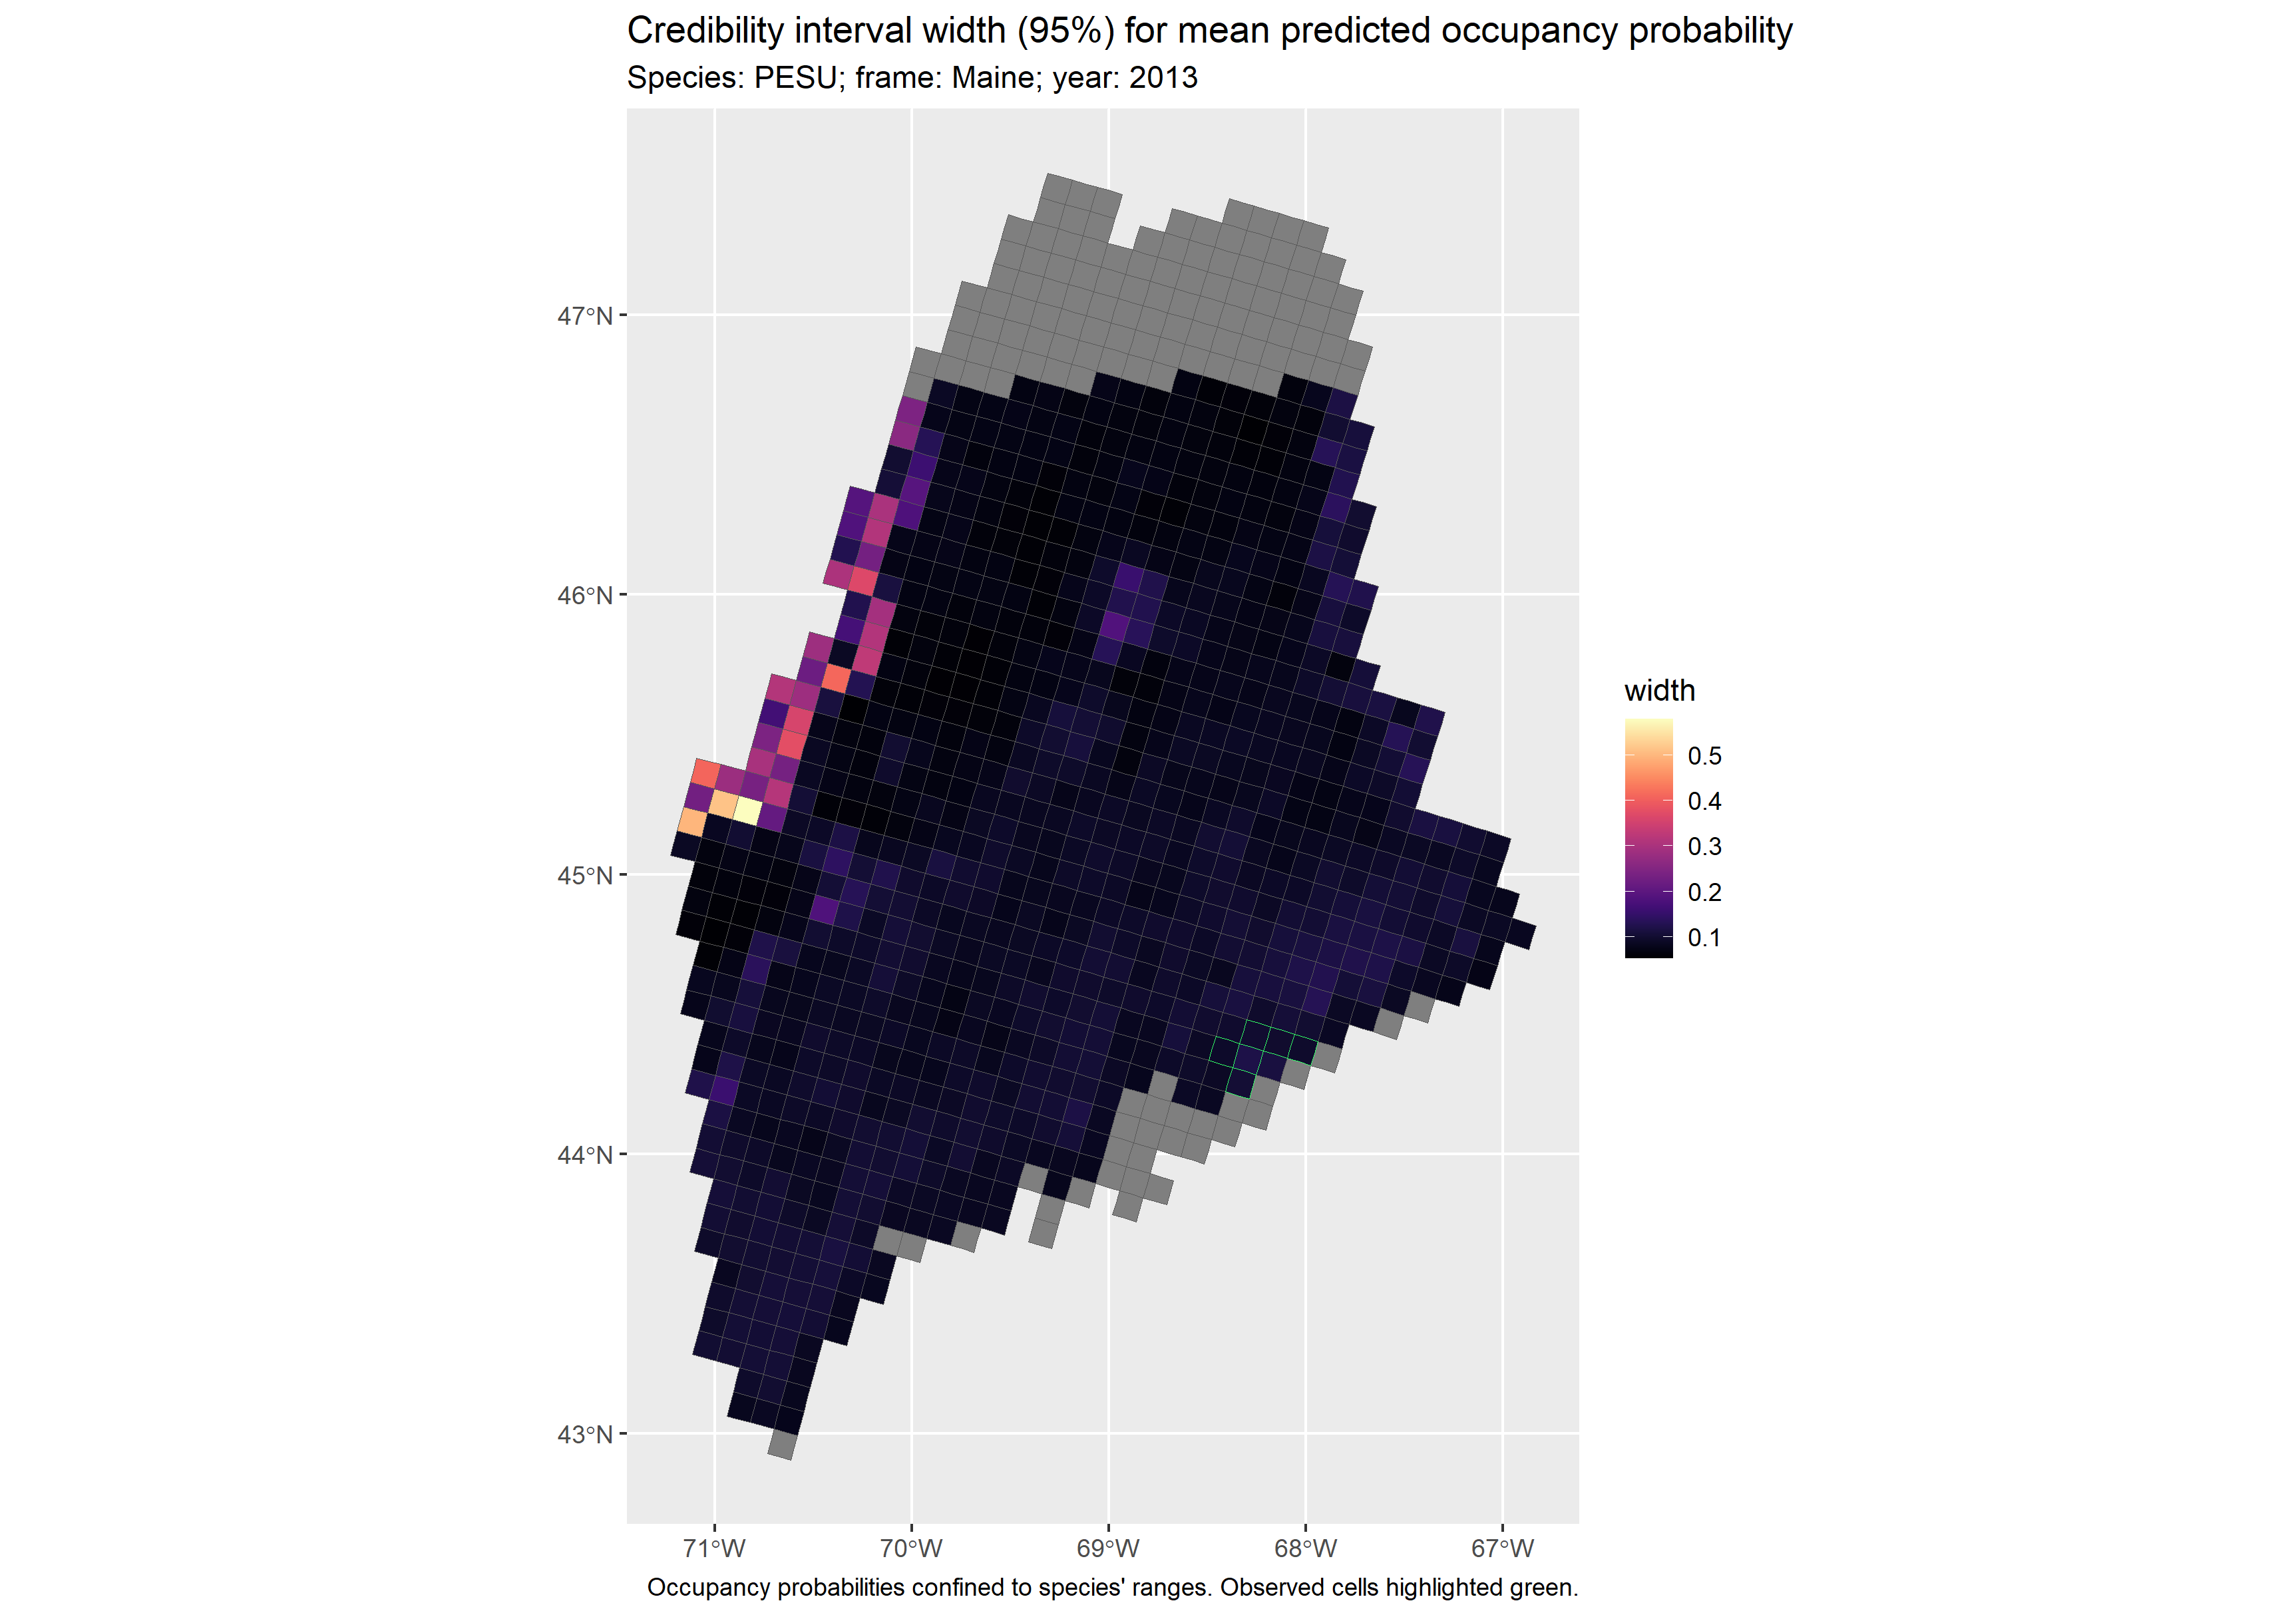 Credibility interval width (95%) for mean predicted occupancy probability
Species: PESU; frame: Maine; year: 2013
47°N
46°N
45°N
44°N
43°N
71°W
70°W
69°W
68°W
67°W
width
0.5
0.4
0.3
0.2
0.1
Occupancy probabilities confined to species' ranges. Observed cells highlighted green.